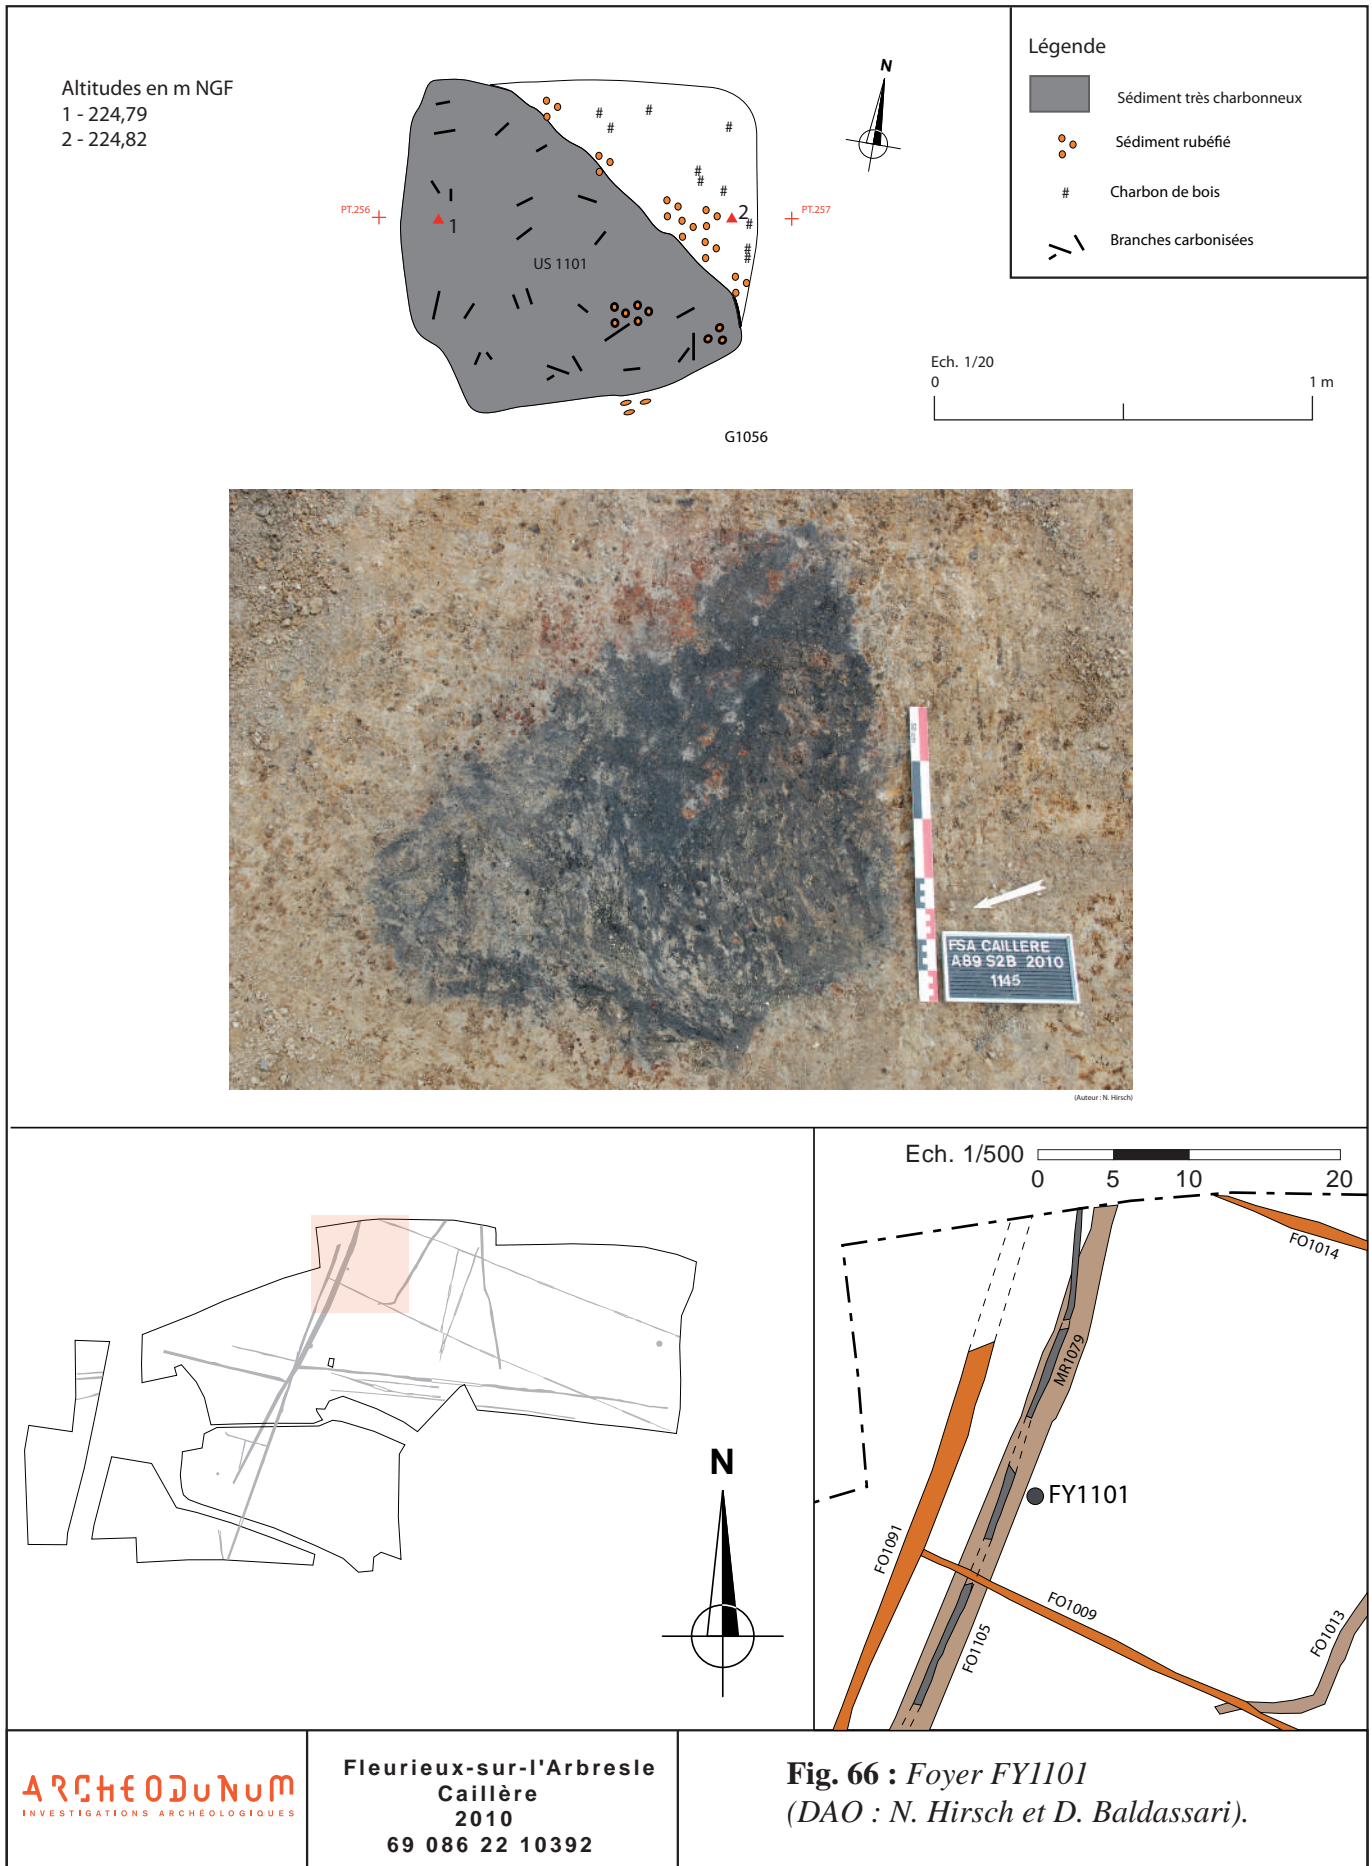 Altitudes en m NGF
1 - 224,79
2 - 224,82
N
Légende
Sédiment très charbonneux
Sédiment rubéfié
# Charbon de bois
Branches carbonisées
PT.256
1
2
PT.257
US 1101
Ech. 1/20
0 1 m
G1056
50 cm
FSA CAILLERE
A89 S2B 2010
1145
(Auteur : N. Hirsch)
N
Ech. 1/500
0 5 10 20
FO1014
MR1079
FY1101
FO1091
FO1009
FO1105
FO1013
ARCHEODUNUM
INVESTIGATIONS ARCHÉOLOGIQUES
Fleurieux-sur-l'Arbresle
Caillère
2010
69 086 22 10392
Fig. 66 : Foyer FY1101
(DAO : N. Hirsch et D. Baldassari).